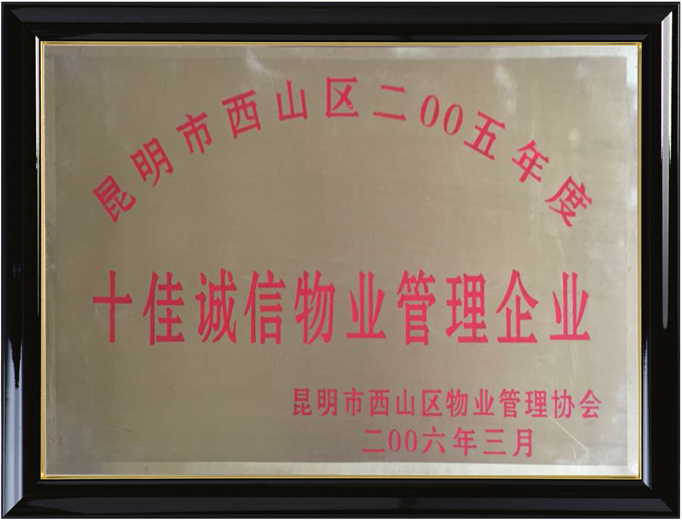 昆明市西山区二00五年度
十佳诚信物业管理企业
昆明市西山区物业管理协会
二00六年三月